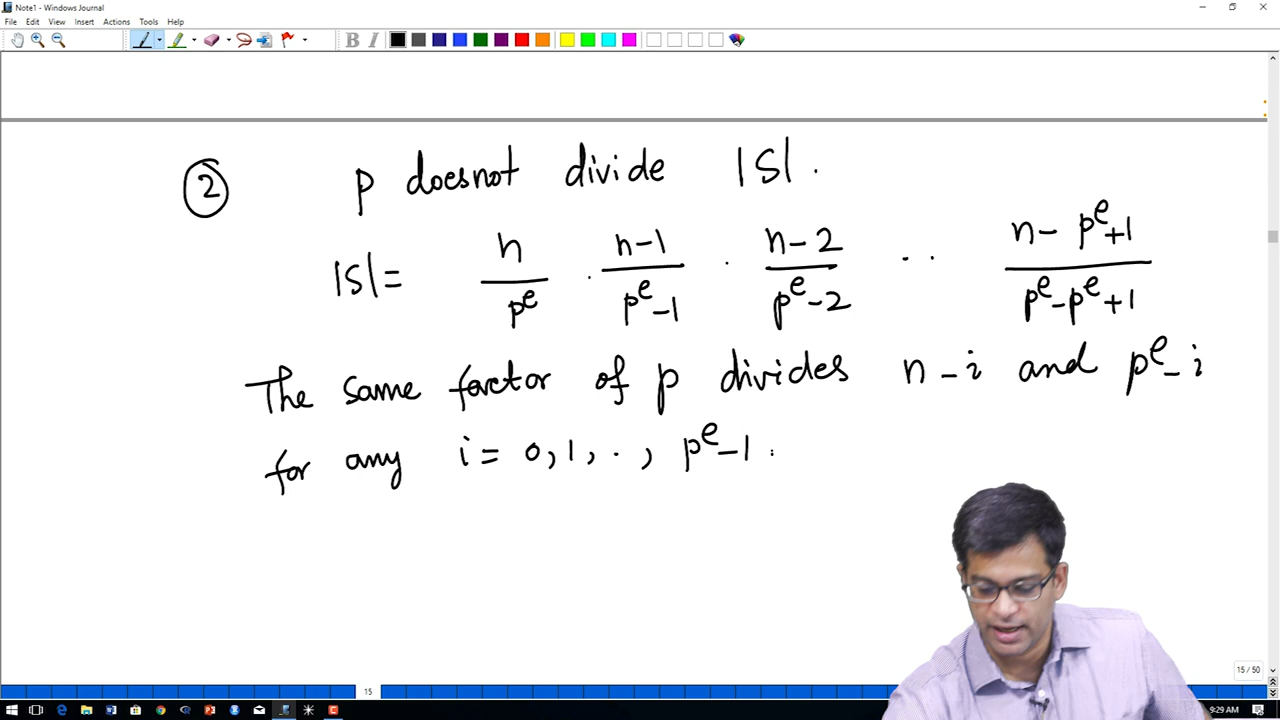 Note1 - Windows Journal
File Edit View Insert Actions Tools Help
B I
② p doesnot divide |S|.
|S| = n/p^e · (n-1)/(p^e-1) · (n-2)/(p^e-2) ·· (n-p^e+1)/(p^e-p^e+1)
The same factor of p divides n-i and p^e-i
for any i = 0, 1, ·, p^e-1.
15 / 50
15
9:29 AM